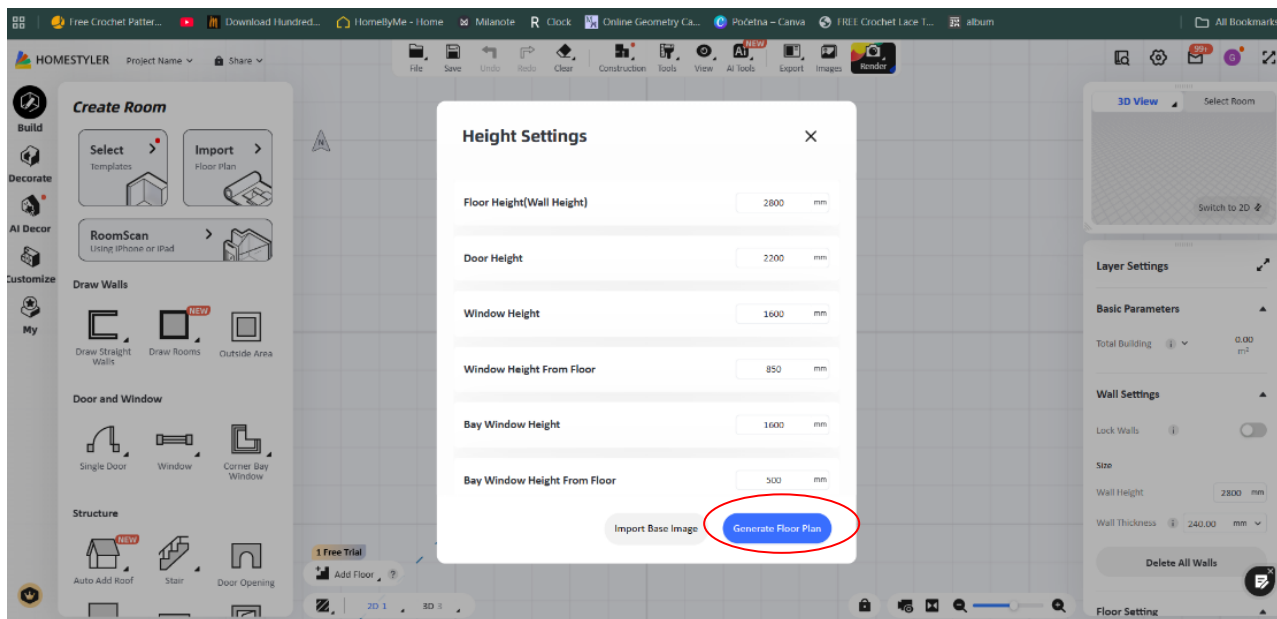 Free Crochet Patter...
Download Hundred...
HomeByMe - Home
Milanote
Clock
Online Geometry Ca...
Početna – Canva
FREE Crochet Lace T...
album
All Bookmarks
HOMESTYLER
Project Name
Share
File
Save
Undo
Redo
Clear
Construction
Tools
View
NEW
AI Tools
Export
Images
Render
99+
G
Build
Decorate
AI Decor
Customize
My
Create Room
Select
Templates
Import
Floor Plan
RoomScan
Using iPhone or iPad
Draw Walls
NEW
Draw Straight
Walls
Draw Rooms
Outside Area
Door and Window
Single Door
Window
Corner Bay
Window
Structure
NEW
Auto Add Roof
Stair
Door Opening
N
Height Settings
Floor Height(Wall Height) 2800 mm
Door Height 2200 mm
Window Height 1600 mm
Window Height From Floor 850 mm
Bay Window Height 1600 mm
Bay Window Height From Floor 500 mm
Import Base Image
Generate Floor Plan
1 Free Trial
Add Floor ?
2D 1
3D
3D View
Select Room
Switch to 2D
Layer Settings
Basic Parameters
Total Building 0.00
m²
Wall Settings
Lock Walls
Size
Wall Height 2800 mm
Wall Thickness 240.00 mm
Delete All Walls
Floor Setting